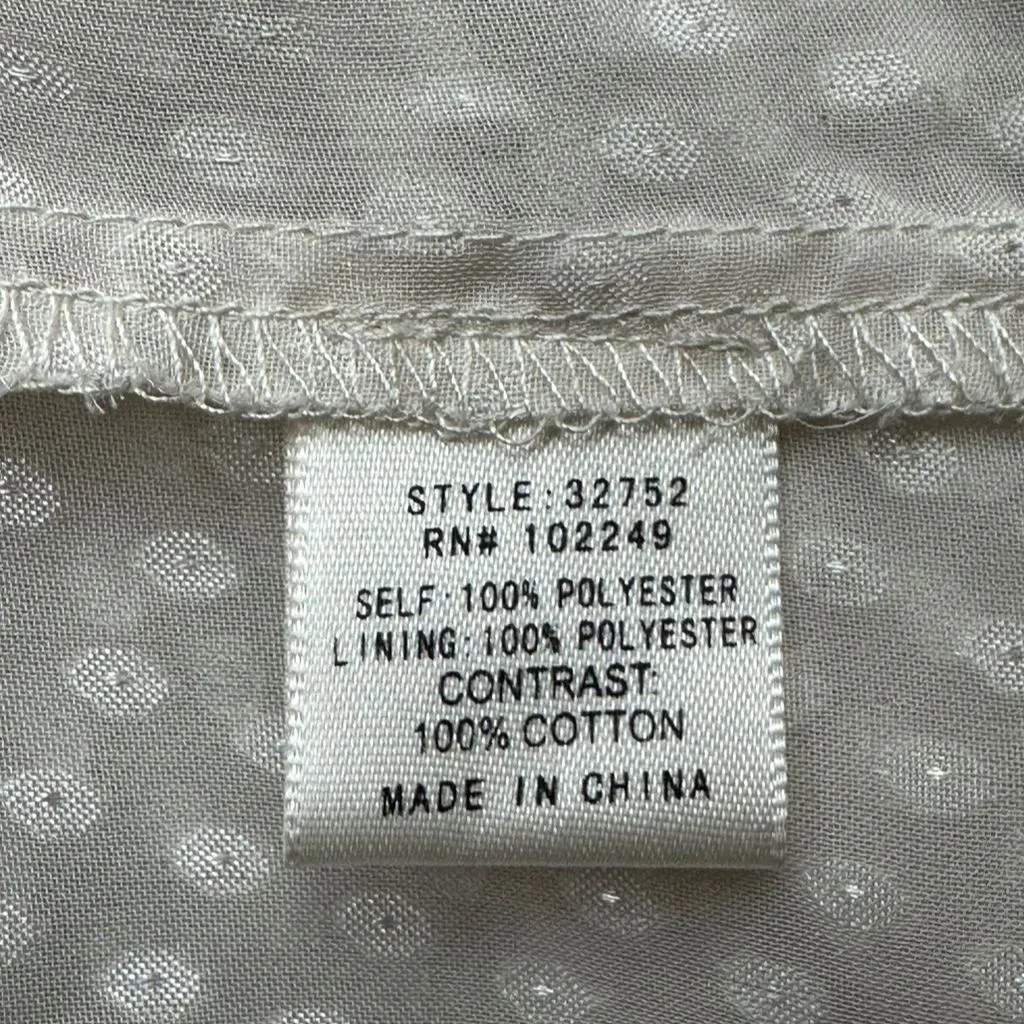 STYLE: 32752
RN# 102249
SELF: 100% POLYESTER
LINING: 100% POLYESTER
CONTRAST:
100% COTTON
MADE IN CHINA